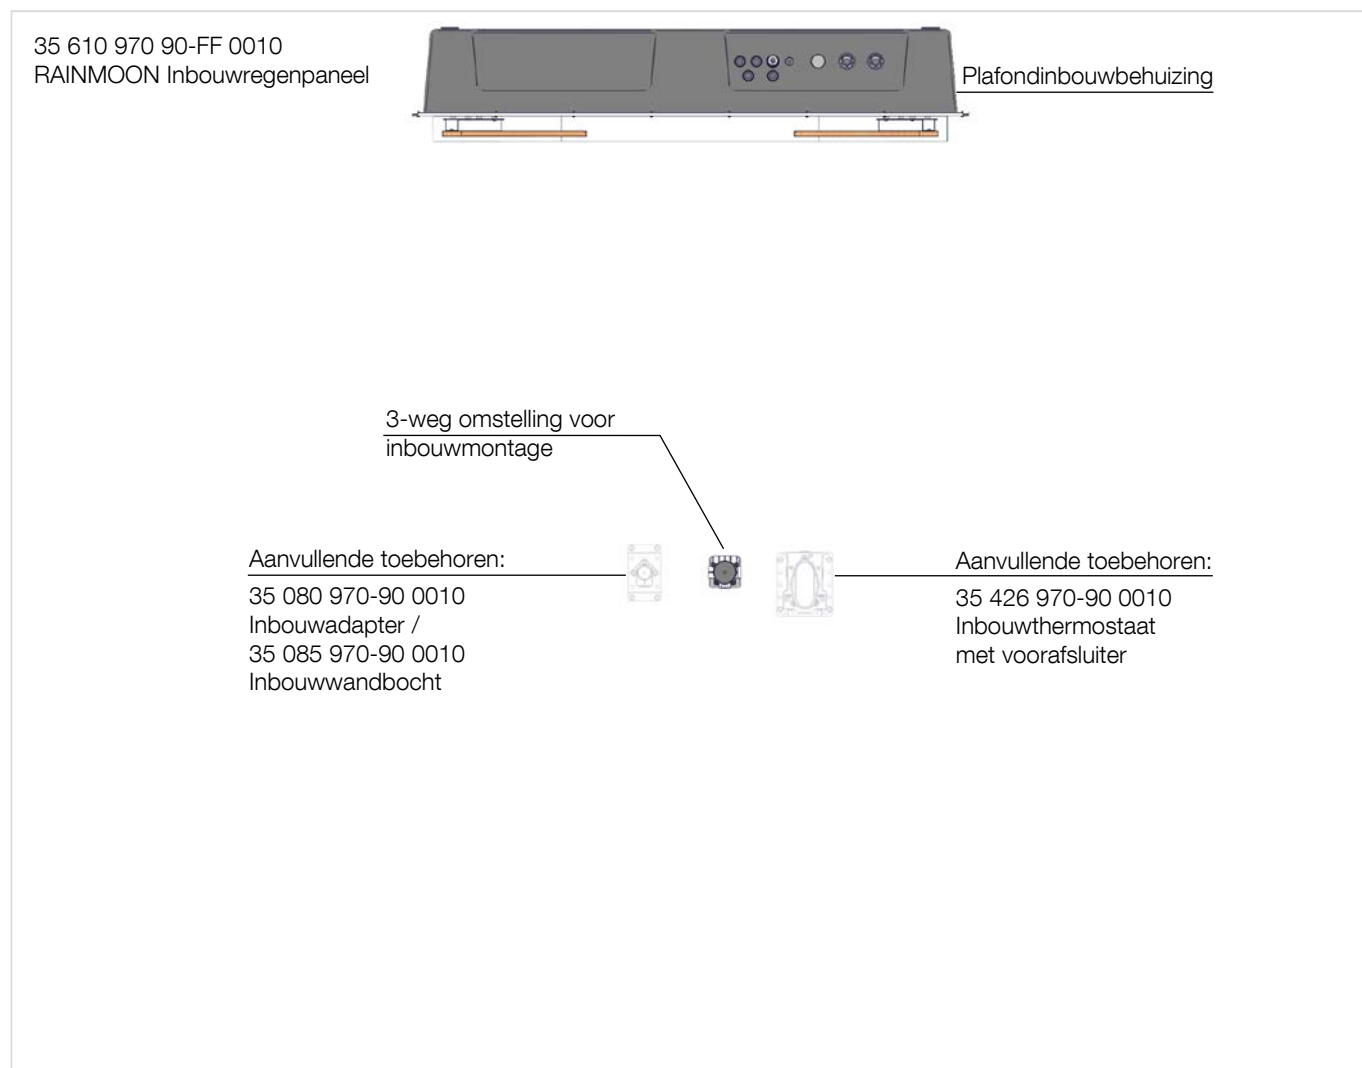 35 610 970 90-FF 0010
RAINMOON Inbouwregenpaneel
Plafondinbouwbehuizing
3-weg omstelling voor
inbouwmontage
Aanvullende toebehoren:
35 080 970-90 0010
Inbouwadapter /
35 085 970-90 0010
Inbouwwandbocht
Aanvullende toebehoren:
35 426 970-90 0010
Inbouwthermostaat
met voorafsluiter